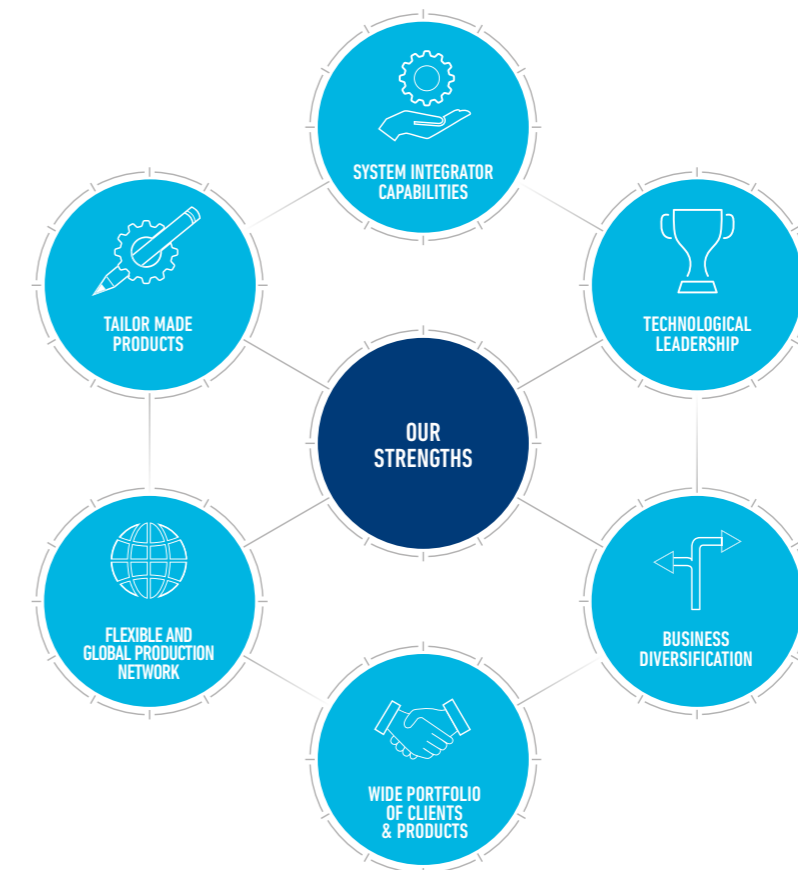 SYSTEM INTEGRATOR
CAPABILITIES
TAILOR MADE
PRODUCTS
TECHNOLOGICAL
LEADERSHIP
OUR
STRENGTHS
FLEXIBLE AND
GLOBAL PRODUCTION
NETWORK
BUSINESS
DIVERSIFICATION
WIDE PORTFOLIO
OF CLIENTS
& PRODUCTS